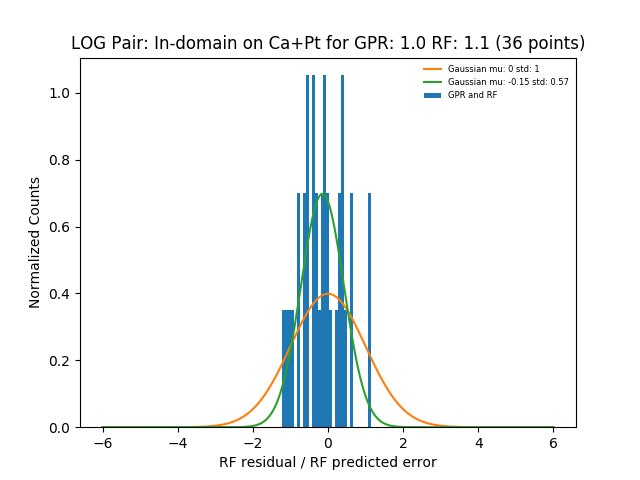 LOG Pair: In-domain on Ca+Pt for GPR: 1.0 RF: 1.1 (36 points)
Gaussian mu: 0 std: 1
Gaussian mu: -0.15 std: 0.57
GPR and RF
Normalized Counts
1.0
0.8
0.6
0.4
0.2
0.0
−6
−4
−2
0
2
4
6
RF residual / RF predicted error